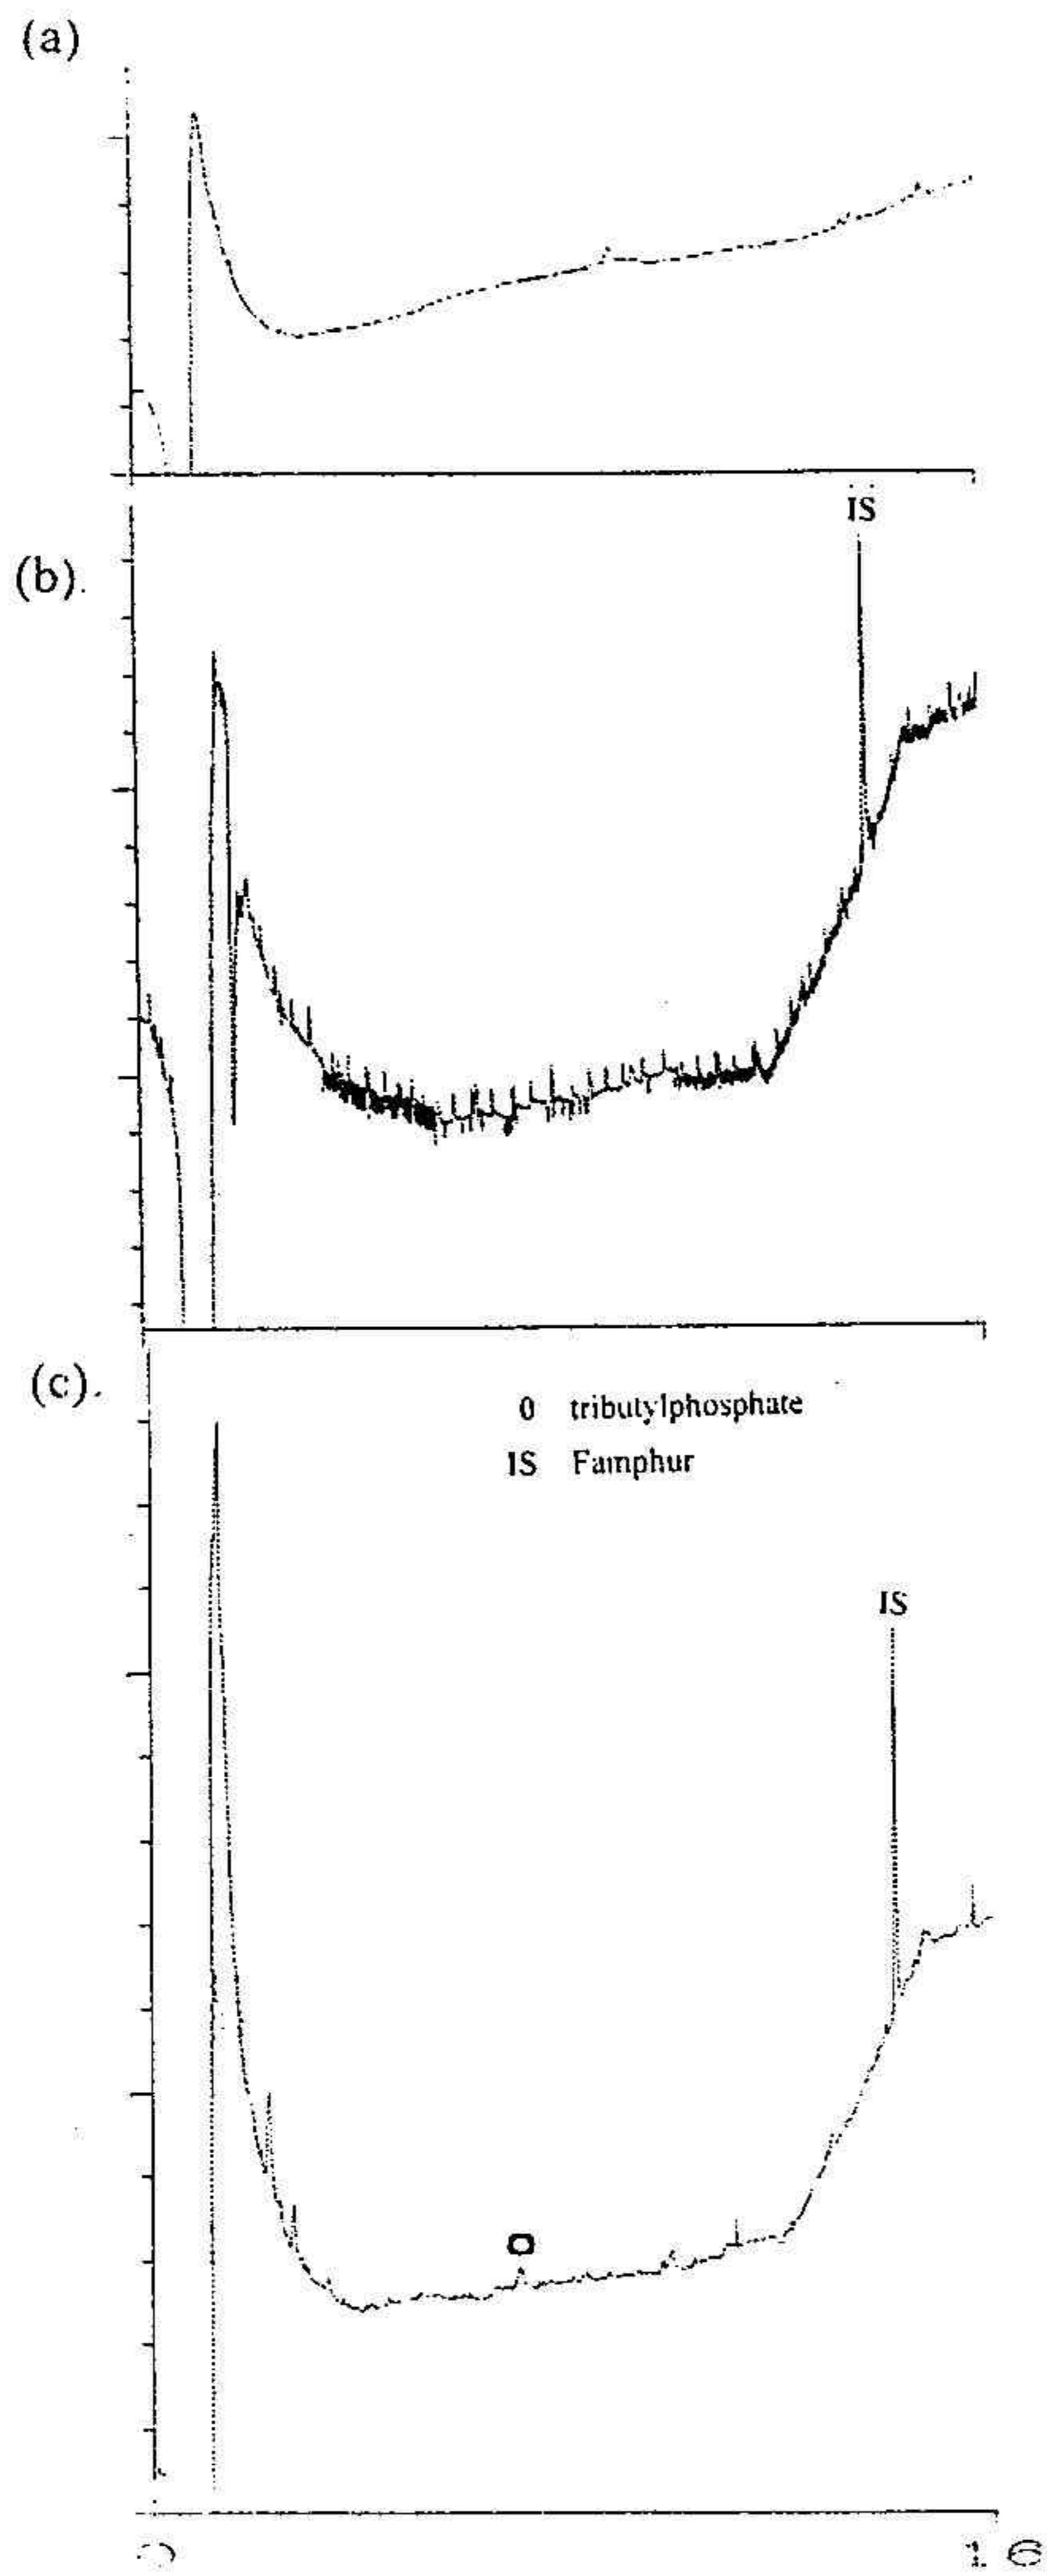 (a)
IS
(b).
(c).
0 tributylphosphate
IS Famphur
IS
O
0 16